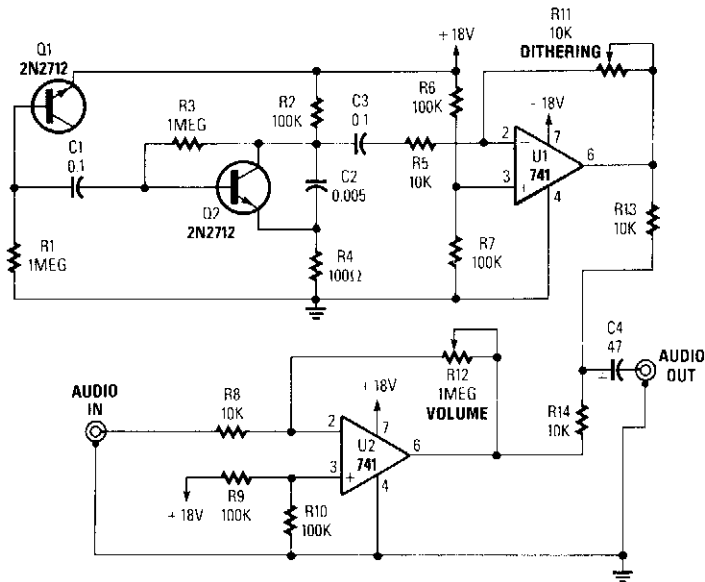 Q1
2N2712
C1
0.1
R1
1MEG
R3
1MEG
Q2
2N2712
R2
100K
C2
0.005
R4
100Ω
C3
0.1
R5
10K
+18V
R6
100K
R7
100K
R11
10K
DITHERING
- 18V
2
-
7
U1
741
6
3
+
4
R13
10K
C4
47
+
AUDIO
OUT
R14
10K
AUDIO
IN
R8
10K
R12
1MEG
VOLUME
+18V
2
-
7
U2
741
6
3
+
4
+18V
R9
100K
R10
100K